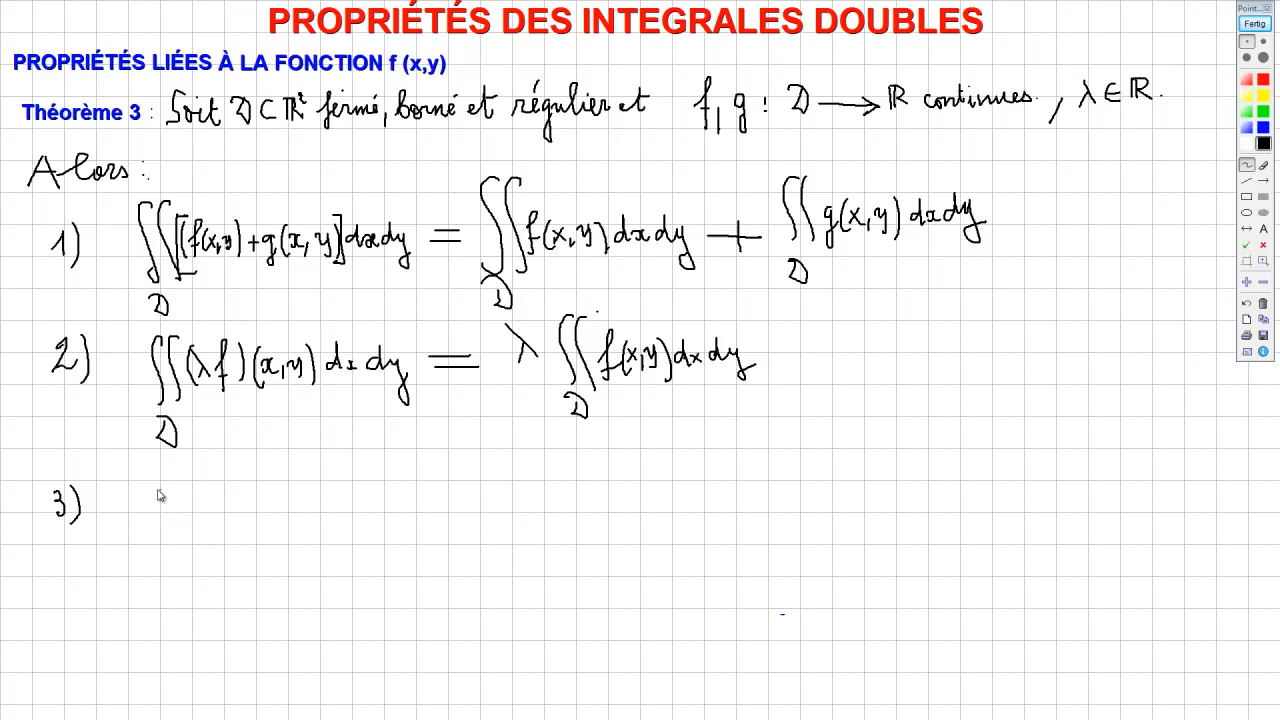 PROPRIÉTÉS DES INTEGRALES DOUBLES
PROPRIÉTÉS LIÉES À LA FONCTION f (x,y)
Théorème 3 : Soit D ⊂ ℝ² fermé, borné et régulier et f, g : D ⟶ ℝ continues, λ ∈ ℝ.
Alors :
1) ∬_D [f(x,y) + g(x,y)] dx dy = ∬_D f(x,y) dx dy + ∬_D g(x,y) dx dy
2) ∬_D (λf)(x,y) dx dy = λ ∬_D f(x,y) dx dy
3)
Point...
Fertig
A